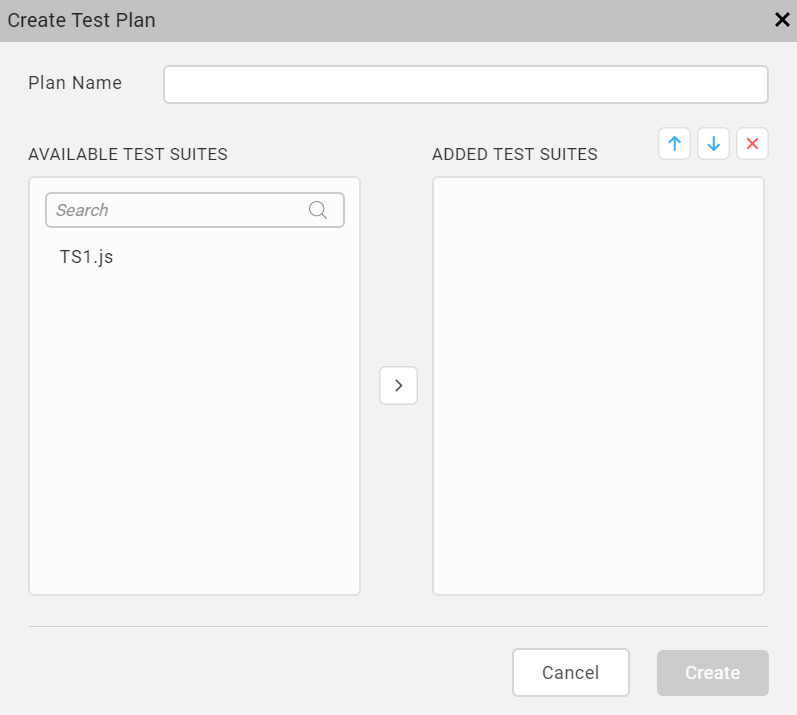 Create Test Plan
Plan Name
AVAILABLE TEST SUITES
ADDED TEST SUITES
Search
TS1.js
Cancel
Create